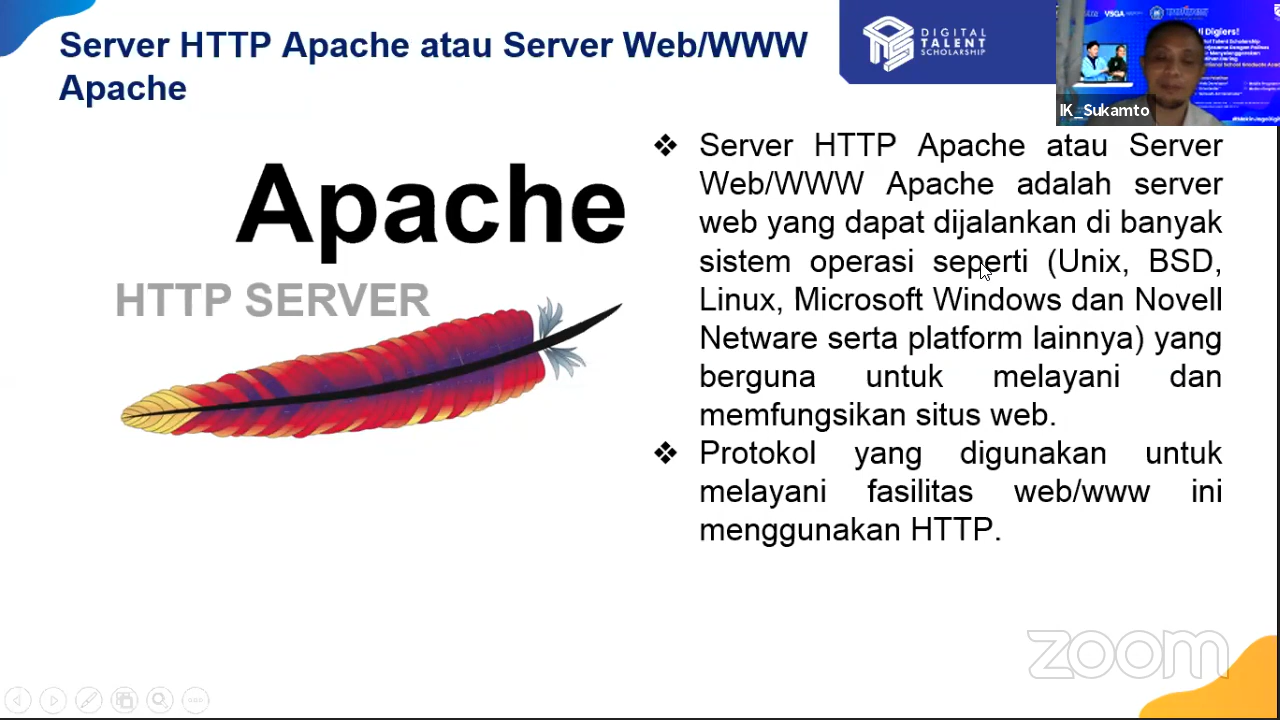 Server HTTP Apache atau Server Web/WWW
Apache
DIGITAL
TALENT
SCHOLARSHIP
VSGA
IK_Sukamto
Apache
HTTP SERVER
❖ Server HTTP Apache atau Server
Web/WWW Apache adalah server
web yang dapat dijalankan di banyak
sistem operasi seperti (Unix, BSD,
Linux, Microsoft Windows dan Novell
Netware serta platform lainnya) yang
berguna untuk melayani dan
memfungsikan situs web.
❖ Protokol yang digunakan untuk
melayani fasilitas web/www ini
menggunakan HTTP.
zoom